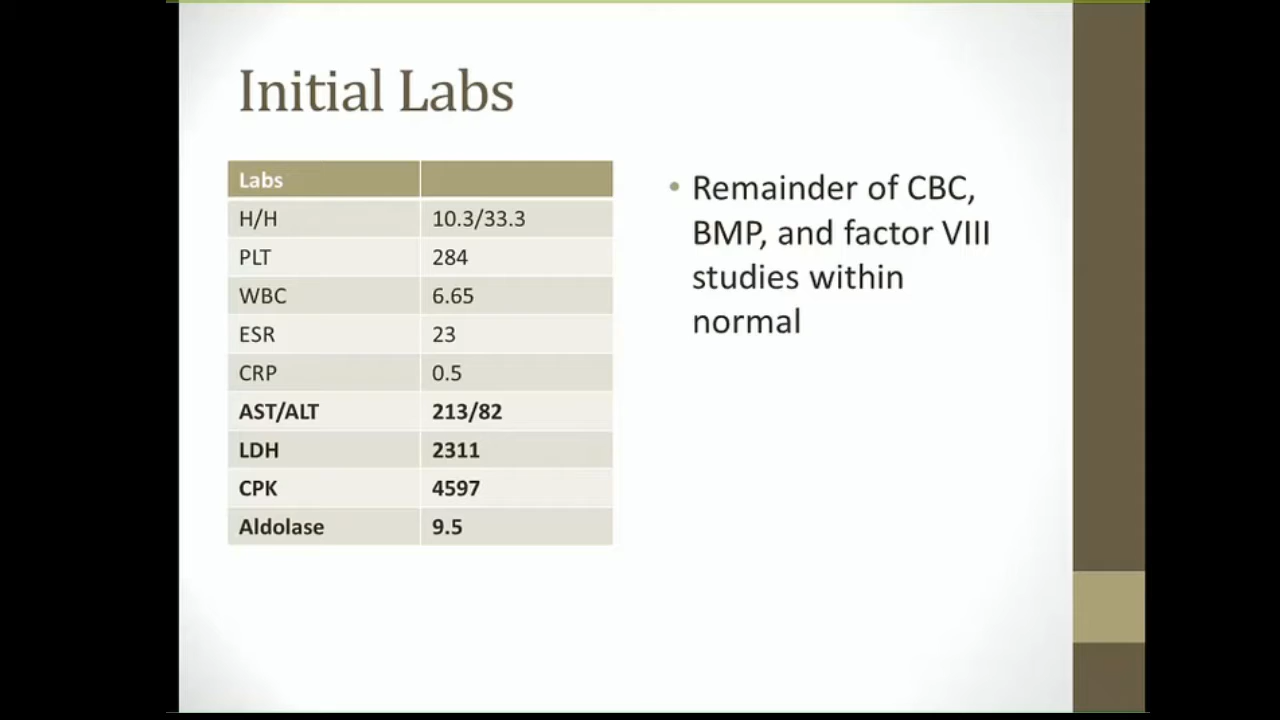 Initial Labs
Labs
H/H 10.3/33.3
PLT 284
WBC 6.65
ESR 23
CRP 0.5
AST/ALT 213/82
LDH 2311
CPK 4597
Aldolase 9.5
• Remainder of CBC,
BMP, and factor VIII
studies within
normal